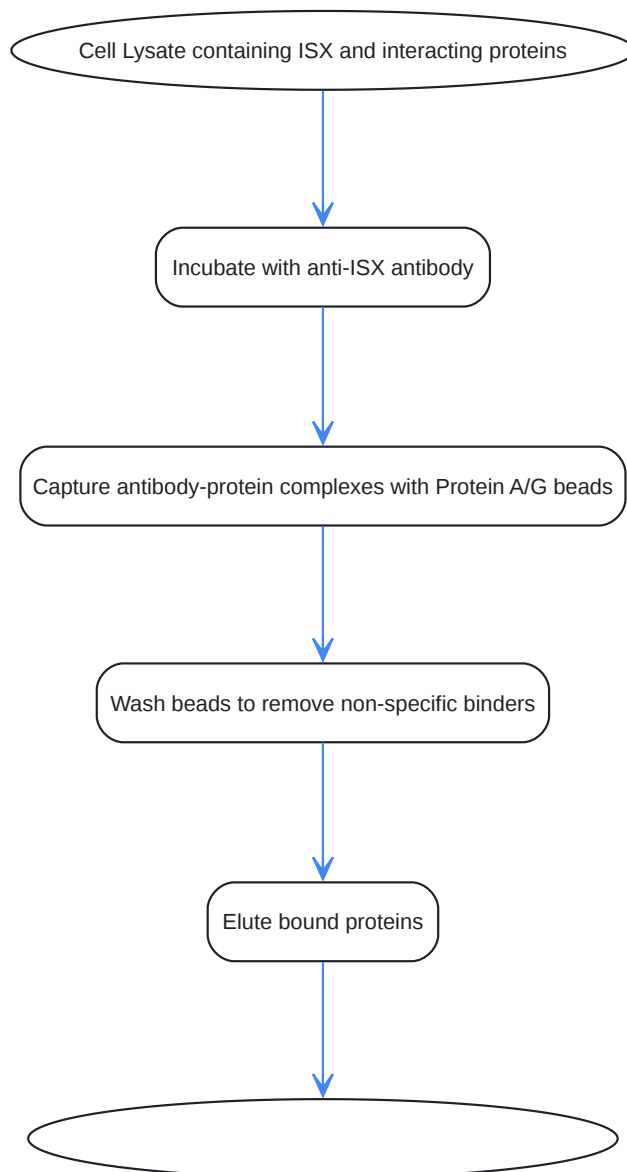 Cell Lysate containing ISX and interacting proteins
Incubate with anti-ISX antibody
Capture antibody-protein complexes with Protein A/G beads
Wash beads to remove non-specific binders
Elute bound proteins